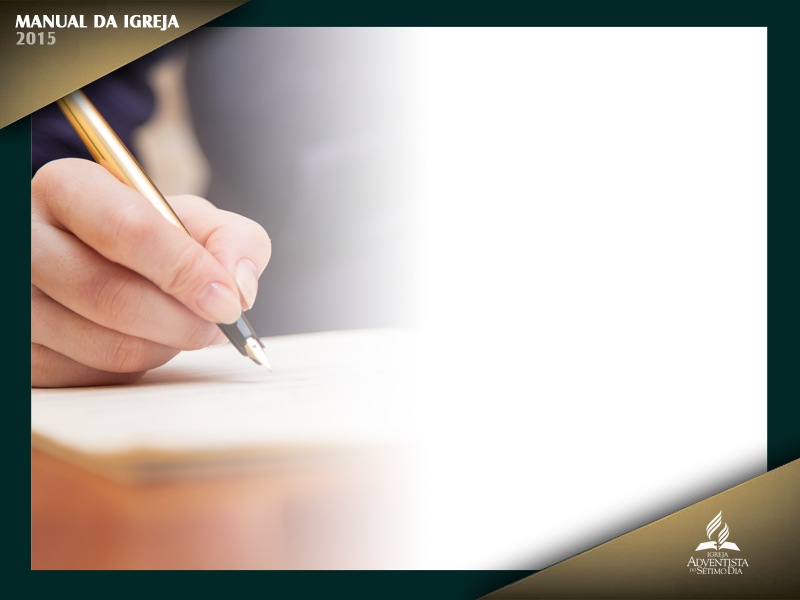 MANUAL DA IGREJA
2015
IGREJA
ADVENTISTA
DO SÉTIMO DIA